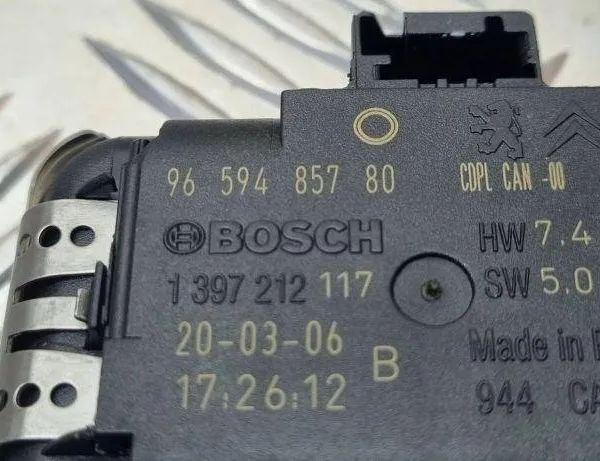 96 594 857 80
CDPL CAN -00
BOSCH
HW 7.4
1 397 212 117
SW 5.0
20-03-06
B
17:26:12
Made in
944